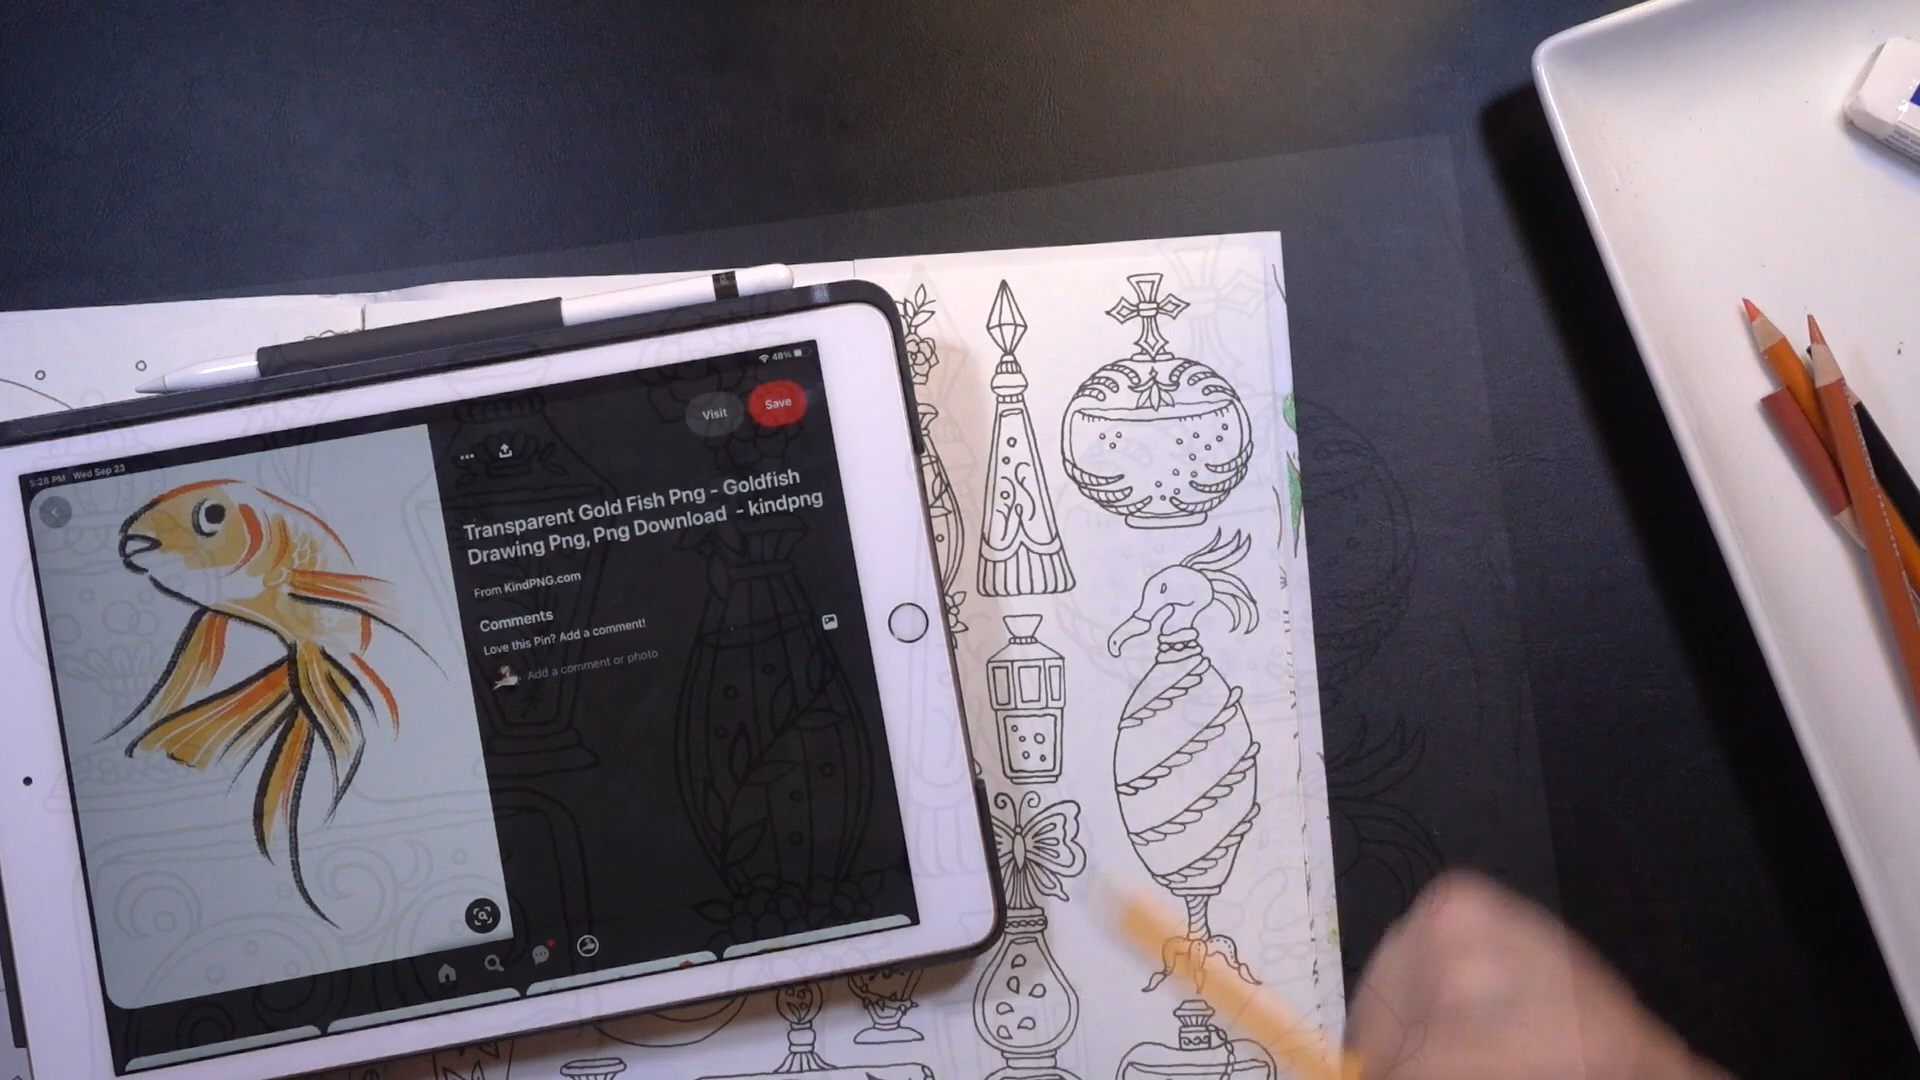 5:28 PM Wed Sep 23
48%
Visit
Save
Transparent Gold Fish Png - Goldfish
Drawing Png, Png Download - kindpng
From KindPNG.com
Comments
Love this Pin? Add a comment!
Add a comment or photo